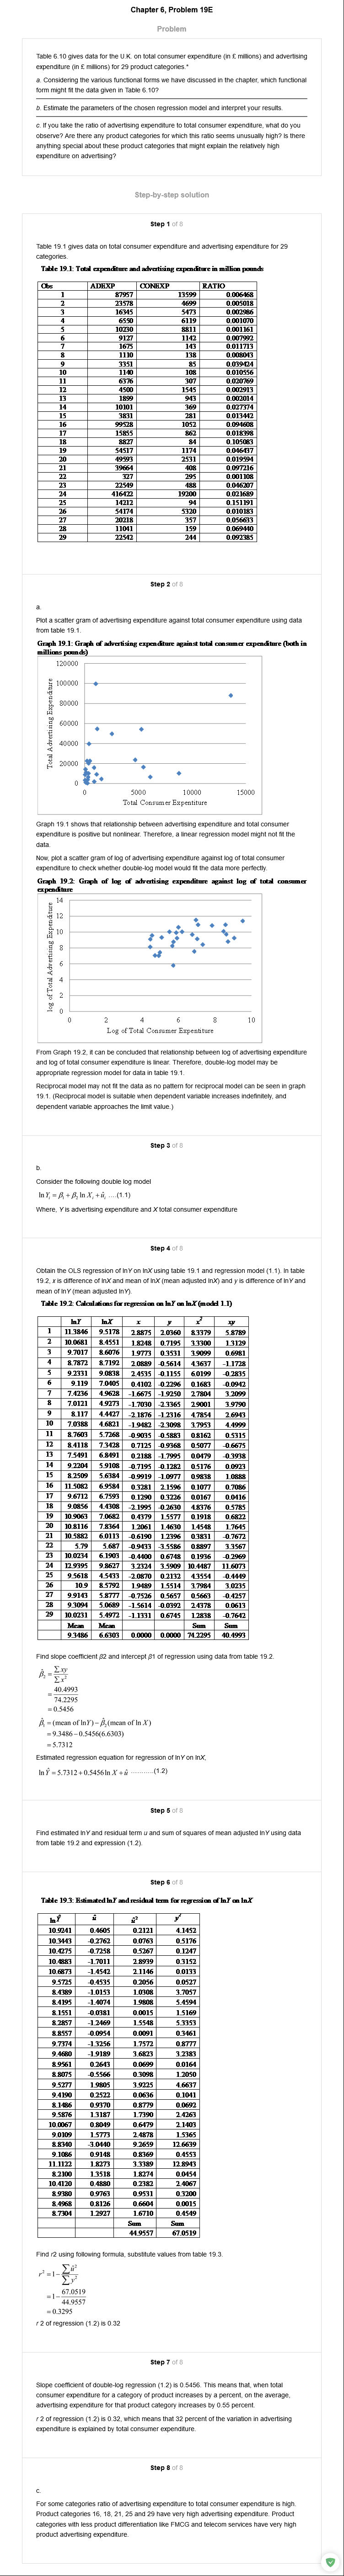 Chapter 6, Problem 19E
Problem
Table 6.10 gives data for the U.K. on total consumer expenditure (in £ millions) and advertising
expenditure (in £ millions) for 29 product categories.*
a. Considering the various functional forms we have discussed in the chapter, which functional
form might fit the data given in Table 6.10?
b. Estimate the parameters of the chosen regression model and interpret your results.
c. If you take the ratio of advertising expenditure to total consumer expenditure, what do you
observe? Are there any product categories for which this ratio seems unusually high? Is there
anything special about these product categories that might explain the relatively high
expenditure on advertising?
Step-by-step solution
Step 1 of 8
Table 19.1 gives data on total consumer expenditure and advertising expenditure for 29
categories.
Table 19.1: Total expenditure and advertising expenditure in million pounds
Obs ADEXP CONEXP RATIO
1 87957 13599 0.006468
2 23578 4699 0.005018
3 16345 5473 0.002986
4 6550 6119 0.001070
5 10230 8811 0.001161
6 9127 1142 0.007992
7 1675 143 0.011713
8 1110 138 0.008043
9 3351 85 0.039424
10 1140 108 0.010556
11 6376 307 0.020769
12 4500 1545 0.002913
13 1899 943 0.002014
14 10101 369 0.027374
15 3831 281 0.013442
16 99528 1052 0.094608
17 15855 862 0.018398
18 8827 84 0.105083
19 54517 1174 0.046437
20 49593 2531 0.019594
21 39664 408 0.097216
22 327 295 0.001108
23 22549 488 0.046207
24 416422 19200 0.021689
25 14212 94 0.151191
26 54174 5320 0.010183
27 20218 357 0.056633
28 11041 159 0.069440
29 22542 244 0.092385
Step 2 of 8
a.
Plot a scatter gram of advertising expenditure against total consumer expenditure using data
from table 19.1.
Graph 19.1: Graph of advertising expenditure against total consumer expenditure (both in
millions pounds)
Total Advertising Expenditure
120000
100000
80000
60000
40000
20000
0
0 5000 10000 15000
Total Consumer Expentiture
Graph 19.1 shows that relationship between advertising expenditure and total consumer
expenditure is positive but nonlinear. Therefore, a linear regression model might not fit the
data.
Now, plot a scatter gram of log of advertising expenditure against log of total consumer
expenditure to check whether double-log model would fit the data more perfectly.
Graph 19.2: Graph of log of advertising expenditure against log of total consumer
expenditure
log of Total Advertising Expenditure
14
12
10
8
6
4
2
0
0 2 4 6 8 10
Log of Total Consumer Expentiture
From Graph 19.2, it can be concluded that relationship between log of advertising expenditure
and log of total consumer expenditure is linear. Therefore, double-log model may be
appropriate regression model for data in table 19.1.
Reciprocal model may not fit the data as no pattern for reciprocal model can be seen in graph
19.1. (Reciprocal model is suitable when dependent variable increases indefinitely, and
dependent variable approaches the limit value.)
Step 3 of 8
b.
Consider the following double log model
ln Yᵢ = β₁ + β₂ ln Xᵢ + ûᵢ ....(1.1)
Where, Y is advertising expenditure and X total consumer expenditure
Step 4 of 8
Obtain the OLS regression of lnY on lnX using table 19.1 and regression model (1.1). In table
19.2, x is difference of lnX and mean of lnX (mean adjusted lnX) and y is difference of lnY and
mean of lnY (mean adjusted lnY).
Table 19.2: Calculations for regression on lnY on lnX (model 1.1)
lnY lnX x y x² xy
1 11.3846 9.5178 2.8875 2.0360 8.3379 5.8789
2 10.0681 8.4551 1.8248 0.7195 3.3300 1.3129
3 9.7017 8.6076 1.9773 0.3531 3.9099 0.6981
4 8.7872 8.7192 2.0889 -0.5614 4.3637 -1.1728
5 9.2331 9.0838 2.4535 -0.1155 6.0199 -0.2835
6 9.119 7.0405 0.4102 -0.2296 0.1683 -0.0942
7 7.4236 4.9628 -1.6675 -1.9250 2.7804 3.2099
8 7.0121 4.9273 -1.7030 -2.3365 2.9001 3.9790
9 8.117 4.4427 -2.1876 -1.2316 4.7854 2.6943
10 7.0388 4.6821 -1.9482 -2.3098 3.7953 4.4999
11 8.7603 5.7268 -0.9035 -0.5883 0.8162 0.5315
12 8.4118 7.3428 0.7125 -0.9368 0.5077 -0.6675
13 7.5491 6.8491 0.2188 -1.7995 0.0479 -0.3938
14 9.2204 5.9108 -0.7195 -0.1282 0.5176 0.0923
15 8.2509 5.6384 -0.9919 -1.0977 0.9838 1.0888
16 11.5082 6.9584 0.3281 2.1596 0.1077 0.7086
17 9.6712 6.7593 0.1290 0.3226 0.0167 0.0416
18 9.0856 4.4308 -2.1995 -0.2630 4.8376 0.5785
19 10.9063 7.0682 0.4379 1.5577 0.1918 0.6822
20 10.8116 7.8364 1.2061 1.4630 1.4548 1.7645
21 10.5882 6.0113 -0.6190 1.2396 0.3831 -0.7672
22 5.79 5.687 -0.9433 -3.5586 0.8897 3.3567
23 10.0234 6.1903 -0.4400 0.6748 0.1936 -0.2969
24 12.9395 9.8627 3.2324 3.5909 10.4487 11.6073
25 9.5618 4.5433 -2.0870 0.2132 4.3554 -0.4449
26 10.9 8.5792 1.9489 1.5514 3.7984 3.0235
27 9.9143 5.8777 -0.7526 0.5657 0.5663 -0.4257
28 9.3094 5.0689 -1.5614 -0.0392 2.4378 0.0613
29 10.0231 5.4972 -1.1331 0.6745 1.2838 -0.7642
Mean Mean Sum Sum
9.3486 6.6303 0.0000 0.0000 74.2295 40.4993
Find slope coefficient β2 and intercept β1 of regression using data from table 19.2.
β̂₂ = ∑xy / ∑x²
= 40.4993 / 74.2295
= 0.5456
β̂₁ = (mean of lnY) − β̂₂(mean of ln X)
= 9.3486 − 0.5456(6.6303)
= 5.7312
Estimated regression equation for regression of lnY on lnX,
ln Ŷ = 5.7312 + 0.5456 ln X + û ...........(1.2)
Step 5 of 8
Find estimated lnY and residual term u and sum of squares of mean adjusted lnY using data
from table 19.2 and expression (1.2).
Step 6 of 8
Table 19.3: Estimated lnY and residual term for regression of lnY on lnX
lnŶ û û² y²
10.9241 0.4605 0.2121 4.1452
10.3443 -0.2762 0.0763 0.5176
10.4275 -0.7258 0.5267 0.1247
10.4883 -1.7011 2.8939 0.3152
10.6873 -1.4542 2.1146 0.0133
9.5725 -0.4535 0.2056 0.0527
8.4389 -1.0153 1.0308 3.7057
8.4195 -1.4074 1.9808 5.4594
8.1551 -0.0381 0.0015 1.5169
8.2857 -1.2469 1.5548 5.3353
8.8557 -0.0954 0.0091 0.3461
9.7374 -1.3256 1.7572 0.8777
9.4680 -1.9189 3.6823 3.2383
8.9561 0.2643 0.0699 0.0164
8.8075 -0.5566 0.3098 1.2050
9.5277 1.9805 3.9225 4.6637
9.4190 0.2522 0.0636 0.1041
8.1486 0.9370 0.8779 0.0692
9.5876 1.3187 1.7390 2.4263
10.0067 0.8049 0.6479 2.1403
9.0109 1.5773 2.4878 1.5365
8.8340 -3.0440 9.2659 12.6639
9.1086 0.9148 0.8369 0.4553
11.1122 1.8273 3.3389 12.8943
8.2100 1.3518 1.8274 0.0454
10.4120 0.4880 0.2382 2.4067
8.9380 0.9763 0.9531 0.3200
8.4968 0.8126 0.6604 0.0015
8.7304 1.2927 1.6710 0.4549
Sum Sum
44.9557 67.0519
Find r2 using following formula, substitute values from table 19.3.
r² = 1 − ∑û² / ∑y²
= 1 − 67.0519 / 44.9557
= 0.3295
r 2 of regression (1.2) is 0.32
Step 7 of 8
Slope coefficient of double-log regression (1.2) is 0.5456. This means that, when total
consumer expenditure for a category of product increases by a percent, on the average,
advertising expenditure for that product category increases by 0.55 percent.
r 2 of regression (1.2) is 0.32, which means that 32 percent of the variation in advertising
expenditure is explained by total consumer expenditure.
Step 8 of 8
c.
For some categories ratio of advertising expenditure to total consumer expenditure is high.
Product categories 16, 18, 21, 25 and 29 have very high advertising expenditure. Product
categories with less product differentiation like FMCG and telecom services have very high
product advertising expenditure.